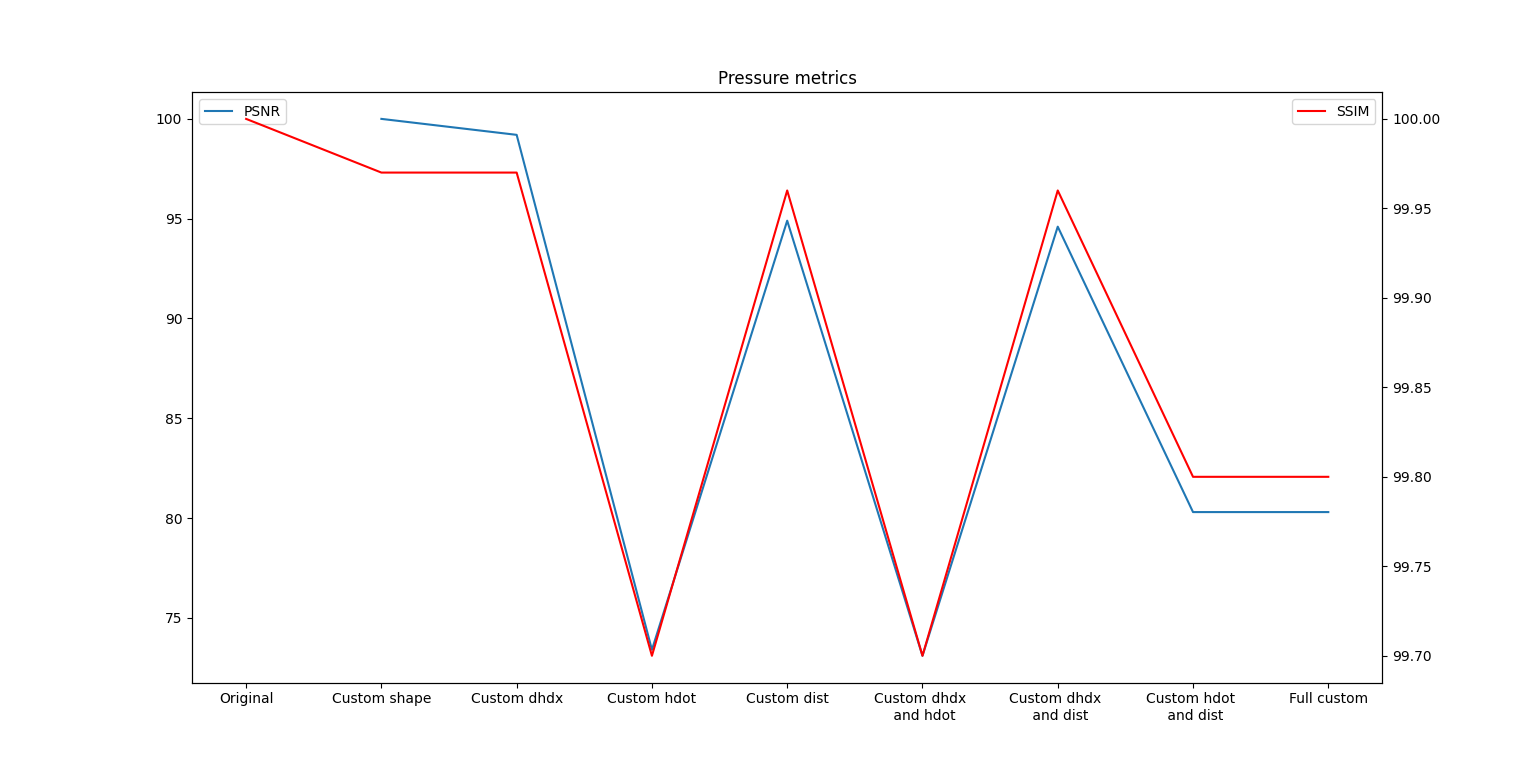 Pressure metrics
PSNR
SSIM
100
95
90
85
80
75
100.00
99.95
99.90
99.85
99.80
99.75
99.70
Original
Custom shape
Custom dhdx
Custom hdot
Custom dist
Custom dhdx
and hdot
Custom dhdx
and dist
Custom hdot
and dist
Full custom